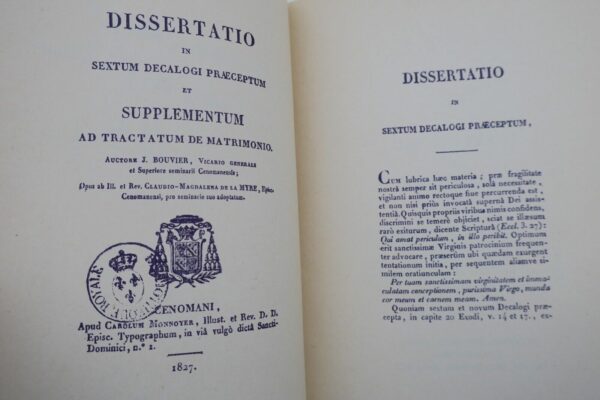 DISSERTATIO
IN
SEXTUM DECALOGI PRÆCEPTUM
ET
SUPPLEMENTUM
AD TRACTATUM DE MATRIMONIO.
Auctore J. BOUVIER, Vicario Generale
et Superiore seminarii Cenomanensis;
Opus ab Ill. et Rev. Claudio-Magdalena de la Myre, Episc.
Cenomanensi, pro seminario suo adoptatum.
BIBLIOTHEQUE ROYALE
CENOMANI,
Apud Carolum Monnoyer, Illust. et Rev. D. D.
Episc. Typographum, in viâ vulgò dictâ Sancti-
Dominici, n.º 1.
1827.
DISSERTATIO
IN
SEXTUM DECALOGI PRÆCEPTUM,
Cum lubrica hæc materia; præ fragilitate
nostrâ semper sit periculosa, solâ necessitate,
vigilanti animo rectoque fine percurrenda est,
et non nisi priùs invocatâ supernâ Dei assis-
tentiâ. Quisquis propriis viribus nimis confidens,
discrimini se temerè objiciet, sciat se illæsum
rarò exiturum, dicente Scripturâ (Eccl. 3. 27):
Qui amat periculum, in illo peribit. Optimum
erit sanctissimæ Virginis patrocinium frequen-
ter advocare, præsertim ubi quædam exurgent
tentationum initia, per sequentem aliamve si-
milem oratiunculam:
Per tuam sanctissimam virginitatem et immacu-
latam conceptionem, purissima Virgo, munda
cor meum et carnem meam. Amen.
Quoniam sextum et novum Decalogi præ-
cepta, in capite 20 Exodi, v. 14 et 17, ex-